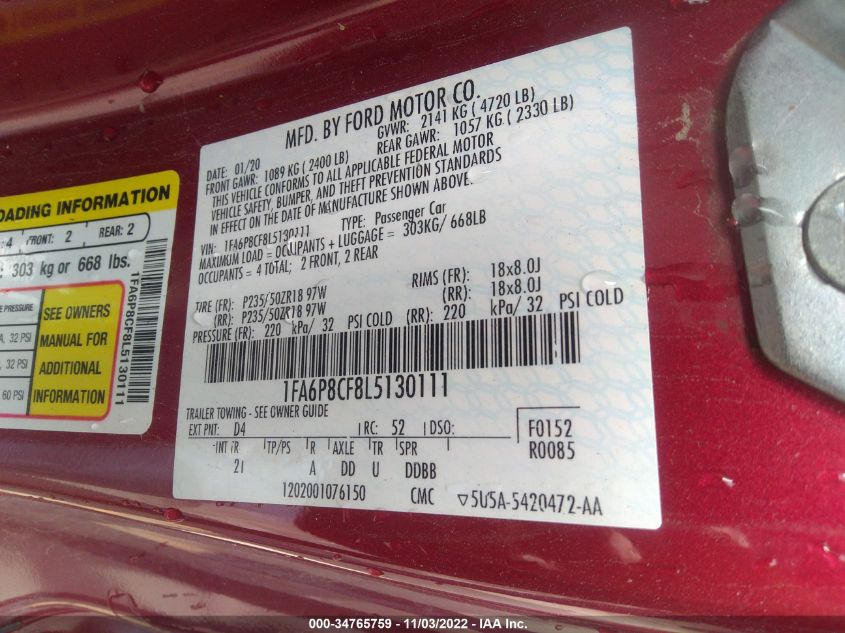 MFD. BY FORD MOTOR CO.
DATE: 01/20
GVWR: 2141 KG ( 4720 LB)
FRONT GAWR: 1089 KG ( 2400 LB)
REAR GAWR: 1057 KG ( 2330 LB)
THIS VEHICLE CONFORMS TO ALL APPLICABLE FEDERAL MOTOR
VEHICLE SAFETY, BUMPER, AND THEFT PREVENTION STANDARDS
IN EFFECT ON THE DATE OF MANUFACTURE SHOWN ABOVE.
VIN: 1FA6P8CF8L5130111
TYPE: Passenger Car
MAXIMUM LOAD = OCCUPANTS + LUGGAGE = 303KG/ 668LB
OCCUPANTS = 4 TOTAL; 2 FRONT, 2 REAR
TIRE (FR): P235/50ZR18 97W RIMS (FR): 18x8.0J
(RR): P235/50ZR18 97W (RR): 18x8.0J
PRESSURE (FR): 220 kPa/ 32 PSI COLD (RR): 220 kPa/ 32 PSI COLD
1FA6P8CF8L5130111
TRAILER TOWING - SEE OWNER GUIDE
EXT PNT: D4 RC: 52 DSO: F0152
INT TR TP/PS R AXLE TR SPR R0085
2I A DD U DDBB
1202001076150 CMC ▽5U5A-5420472-AA
OADING INFORMATION
4 FRONT: 2 REAR: 2
303 kg or 668 lbs.
PRESSURE
32 PSI
32 PSI
60 PSI
SEE OWNERS
MANUAL FOR
ADDITIONAL
INFORMATION
1FA6P8CF8L5130111
000-34765759 - 11/03/2022 - IAA Inc.